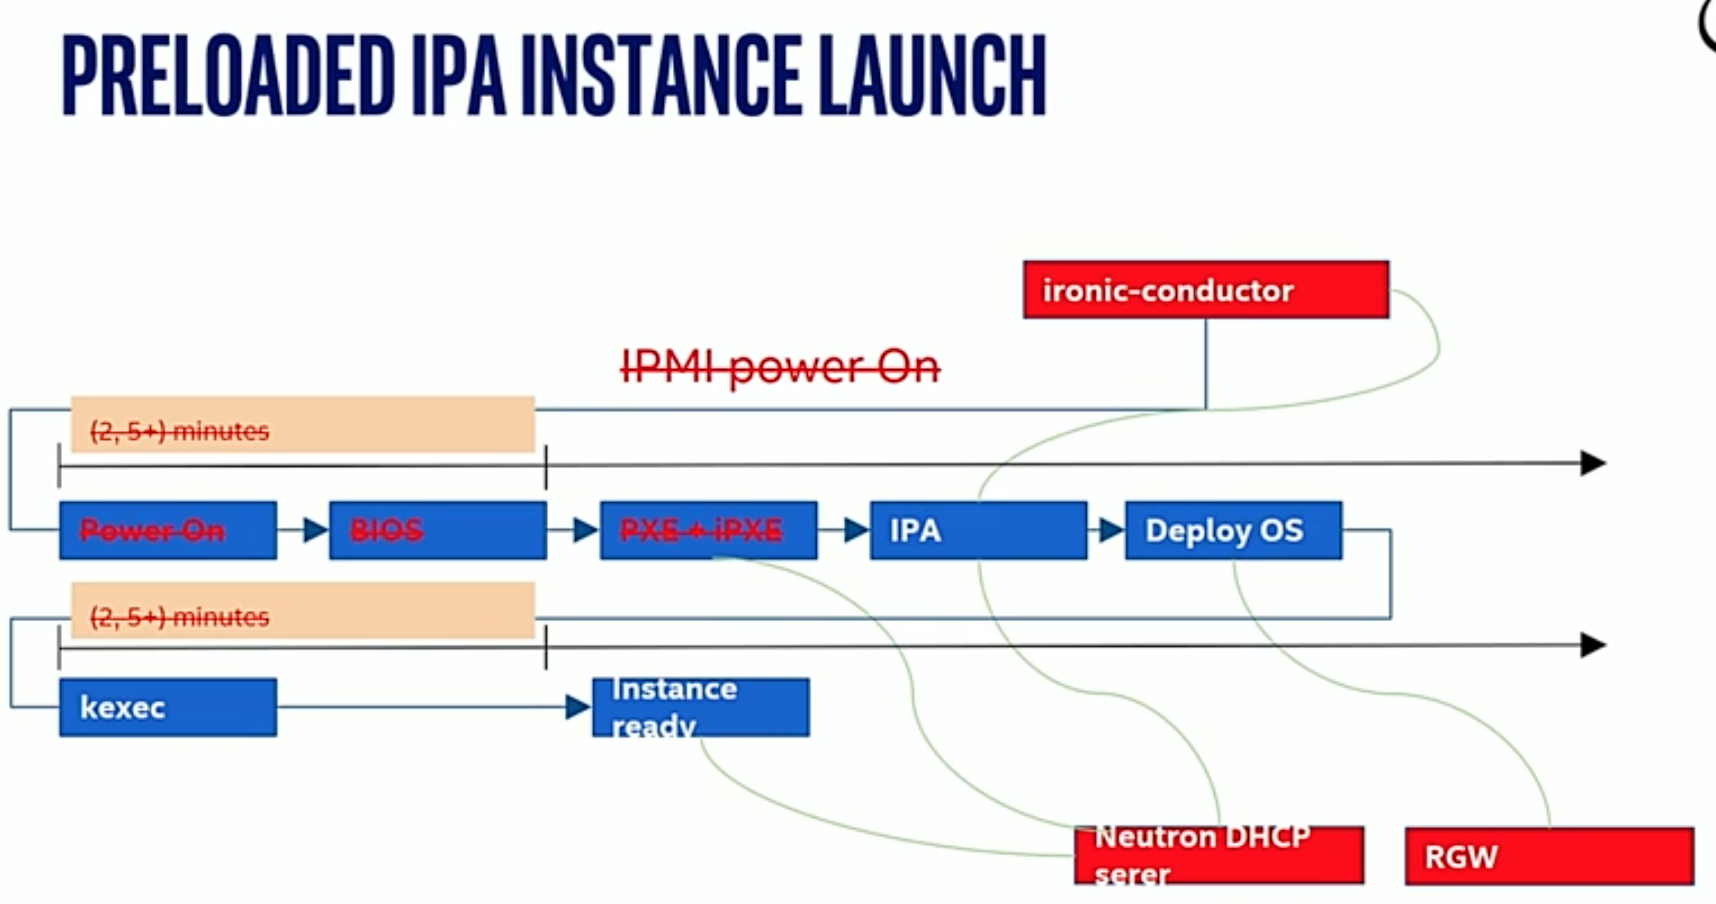 PRELOADED IPA INSTANCE LAUNCH
ironic-conductor
IPMI power On
(2, 5+) minutes
Power On
BIOS
PXE + iPXE
IPA
Deploy OS
(2, 5+) minutes
kexec
Instance
ready
Neutron DHCP
serer
RGW